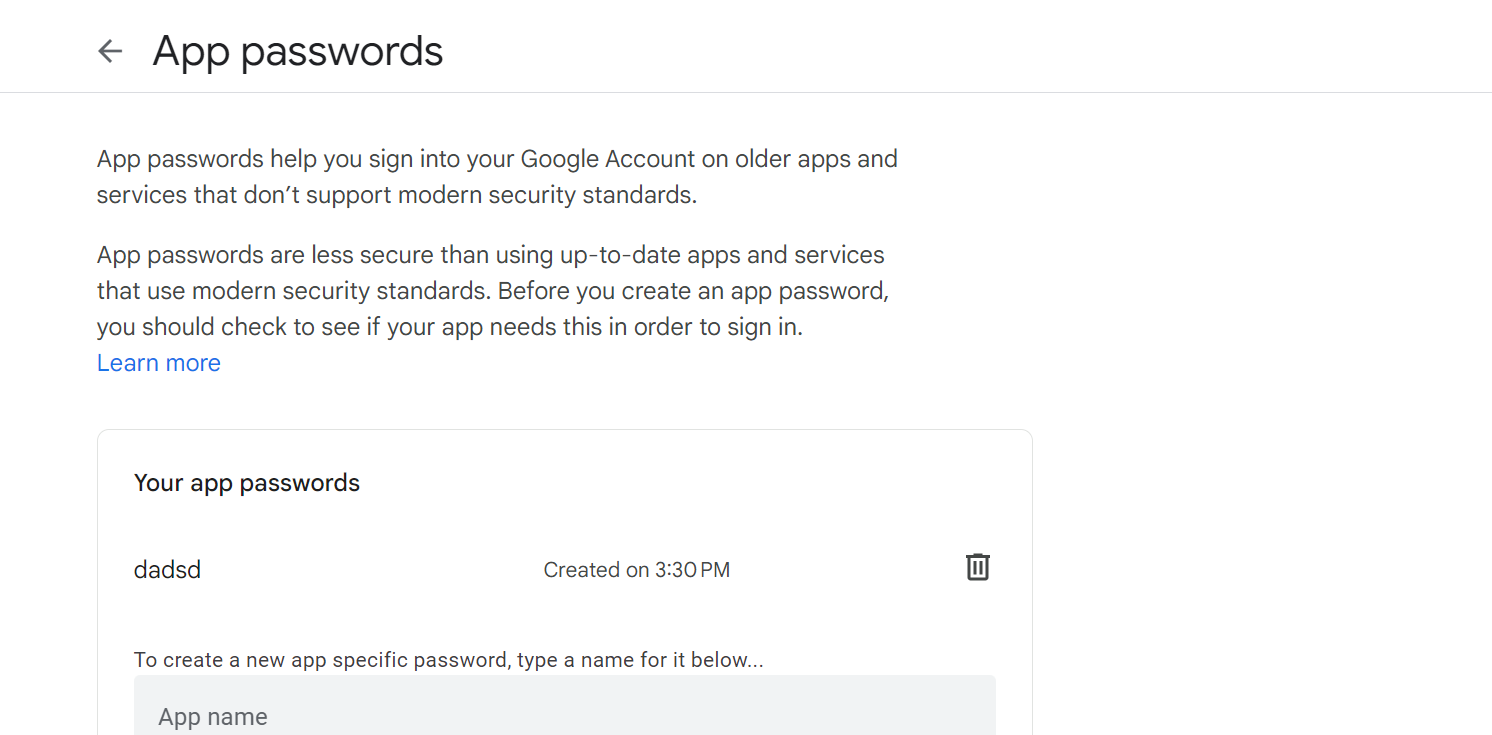 App passwords
App passwords help you sign into your Google Account on older apps and
services that don’t support modern security standards.
App passwords are less secure than using up-to-date apps and services
that use modern security standards. Before you create an app password,
you should check to see if your app needs this in order to sign in.
Learn more
Your app passwords
dadsd Created on 3:30 PM
To create a new app specific password, type a name for it below...
App name